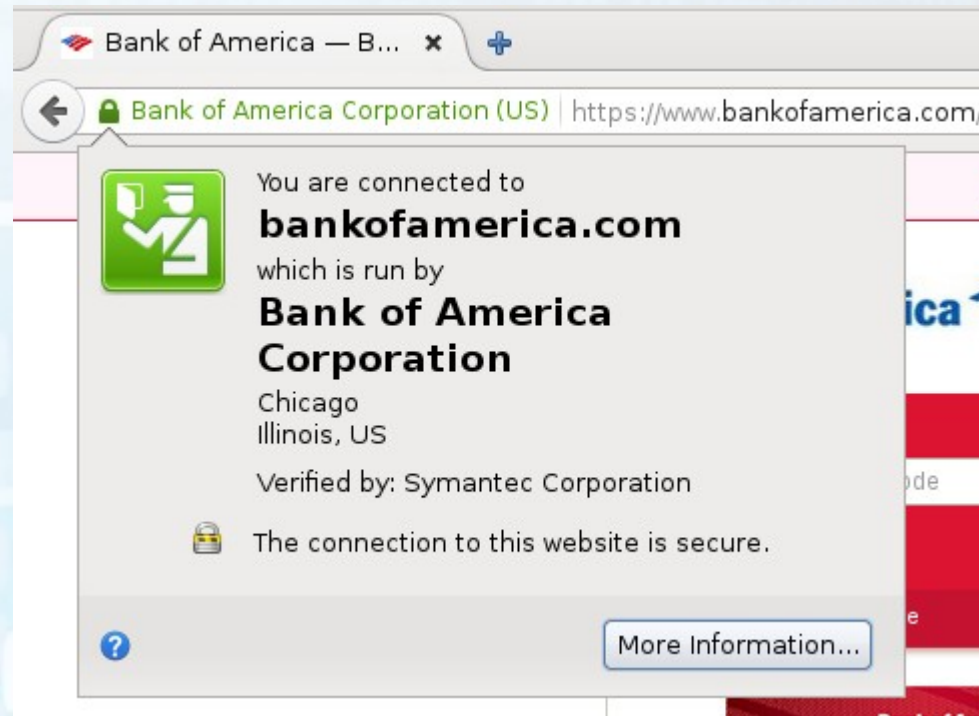 Bank of America — B...
Bank of America Corporation (US) https://www.bankofamerica.com/
You are connected to
bankofamerica.com
which is run by
Bank of America
Corporation
Chicago
Illinois, US
Verified by: Symantec Corporation
The connection to this website is secure.
More Information...
ica
ode
e